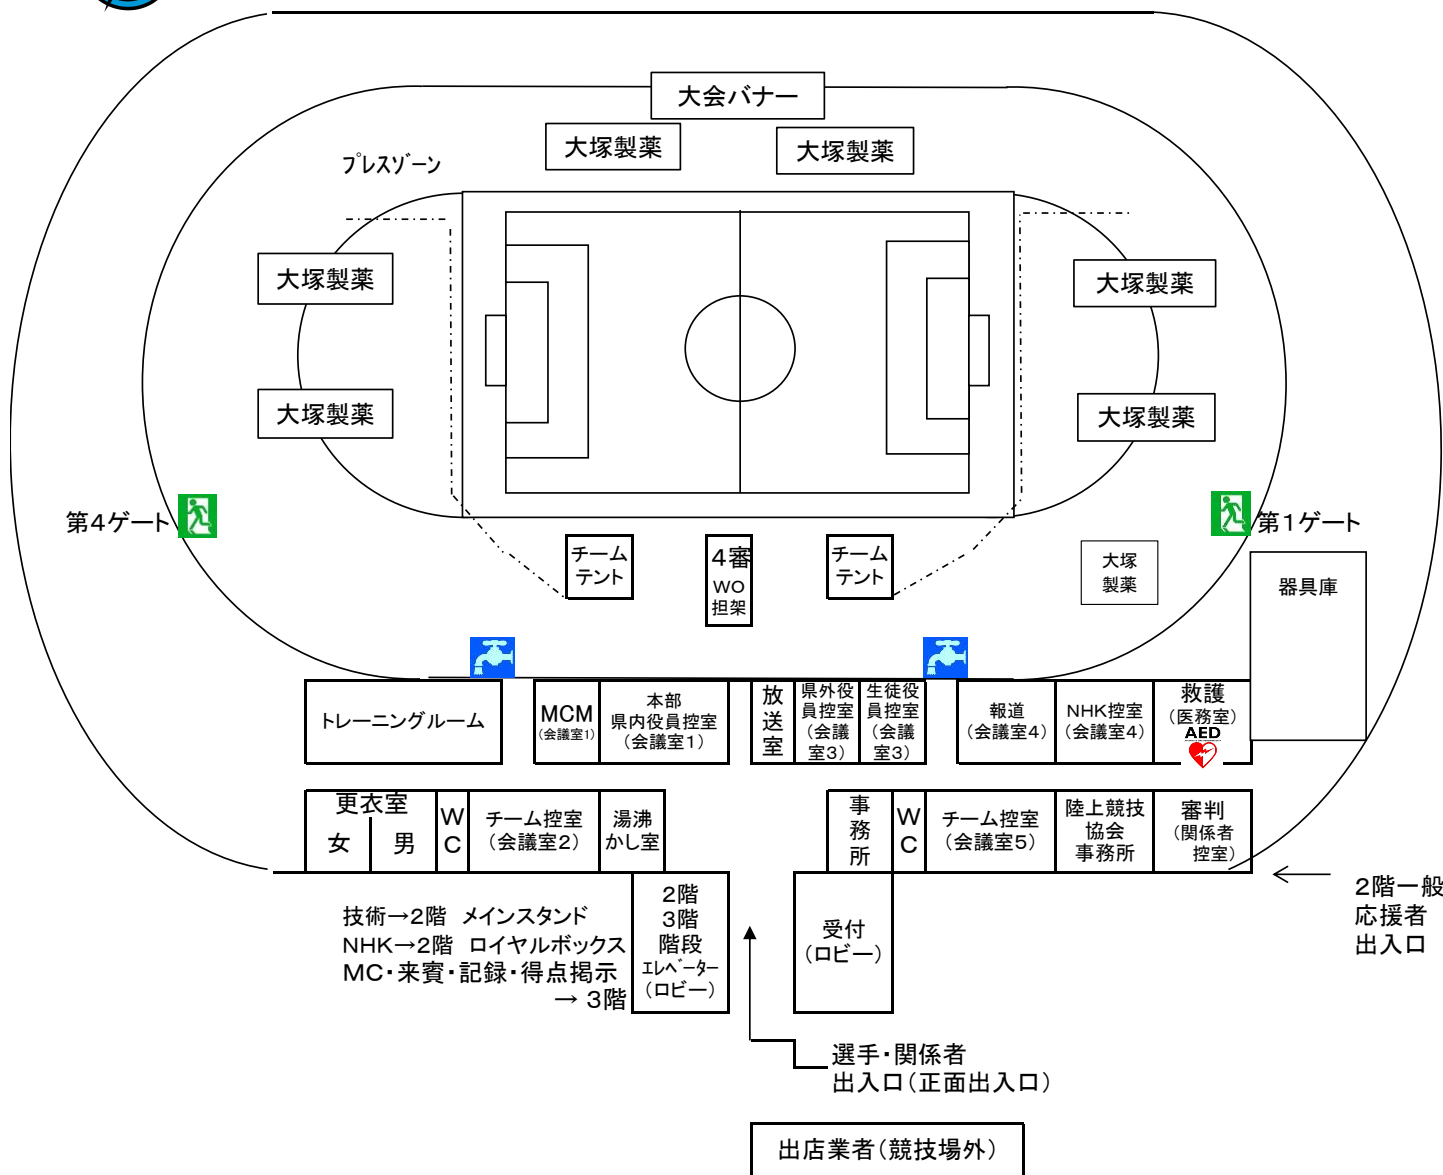 大会バナー
大塚製薬
大塚製薬
プレスゾーン
大塚製薬
大塚製薬
大塚製薬
大塚製薬
第4ゲート
第1ゲート
チーム
テント
4審
WO
担架
チーム
テント
大塚
製薬
器具庫
トレーニングルーム
MCM
(会議室1)
本部
県内役員控室
(会議室1)
放
送
室
県外役
員控室
(会議
室3)
生徒役
員控室
(会議
室3)
報道
(会議室4)
NHK控室
(会議室4)
救護
(医務室)
AED
更衣室
女
男
W
C
チーム控室
(会議室2)
湯沸
かし室
事
務
所
W
C
チーム控室
(会議室5)
陸上競技
協会
事務所
審判
(関係者
控室)
2階一般
応援者
出入口
技術→2階 メインスタンド
NHK→2階 ロイヤルボックス
MC・来賓・記録・得点掲示
→ 3階
2階
3階
階段
エレベーター
(ロビー)
受付
(ロビー)
選手・関係者
出入口(正面出入口)
出店業者(競技場外)